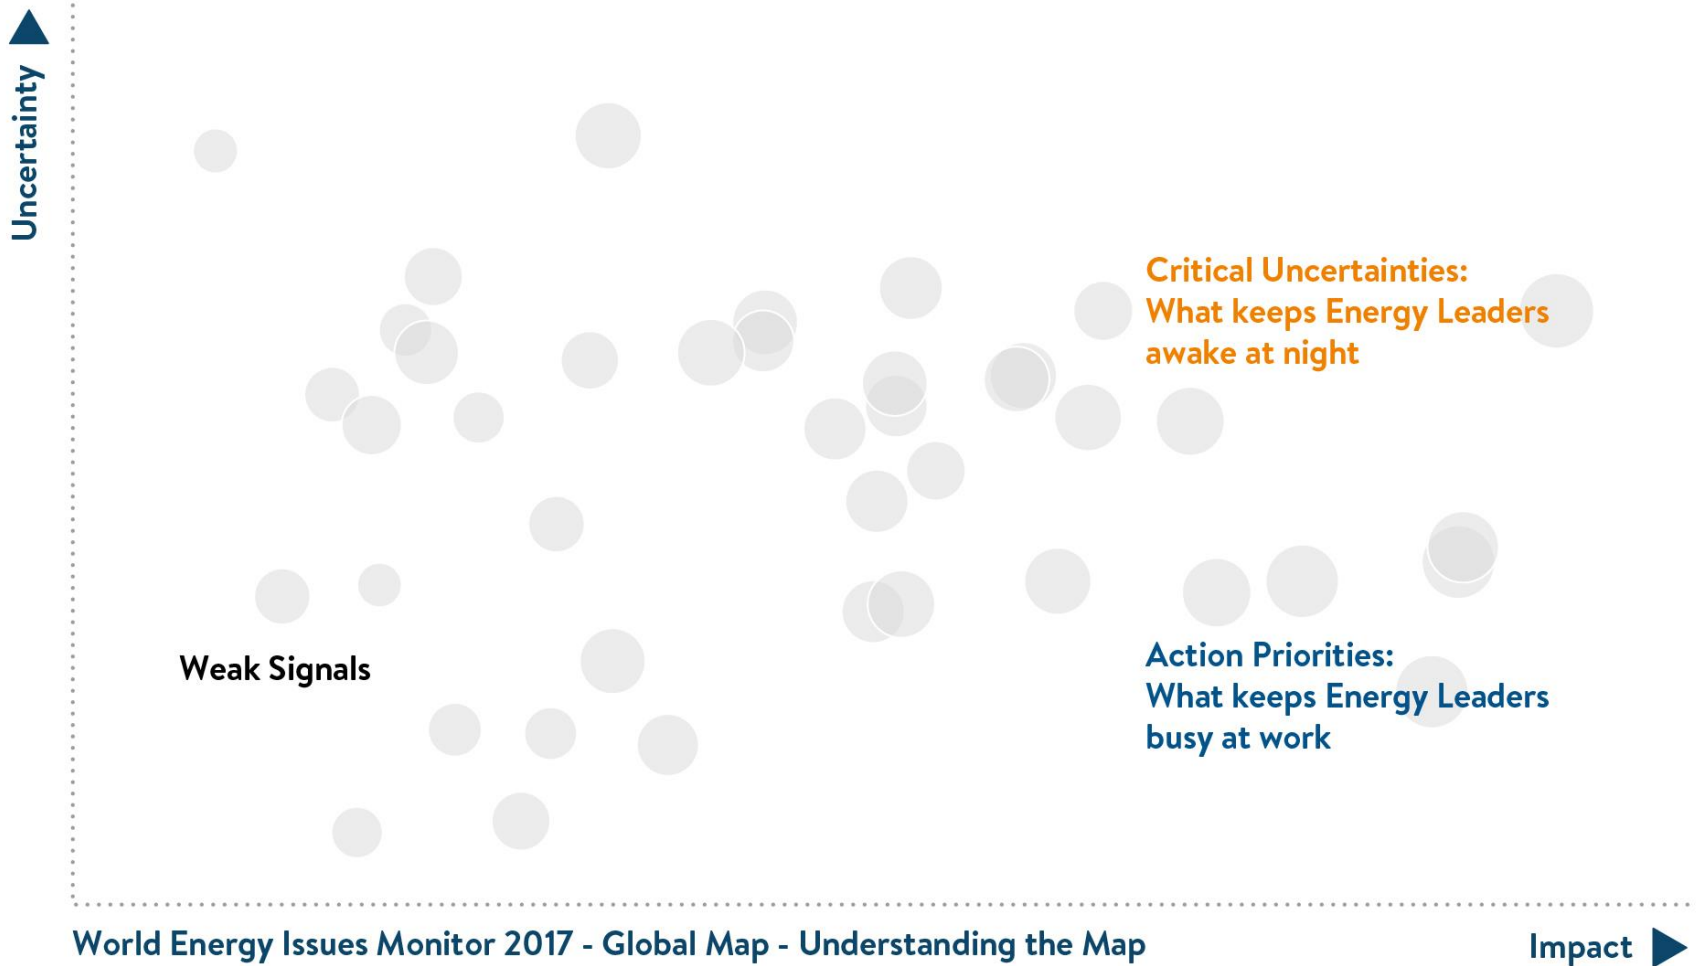 Uncertainty
Critical Uncertainties:
What keeps Energy Leaders
awake at night
Weak Signals
Action Priorities:
What keeps Energy Leaders
busy at work
World Energy Issues Monitor 2017 - Global Map - Understanding the Map
Impact